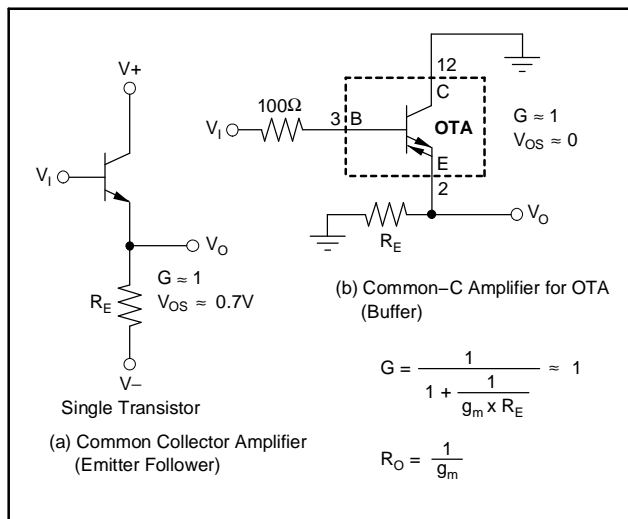 V+
V_I
V_O
G ≈ 1
V_OS ≈ 0.7V
R_E
V−
Single Transistor
(a) Common Collector Amplifier
(Emitter Follower)
12
C
100Ω
3
B
V_I
OTA
G ≈ 1
V_OS ≈ 0
E
2
V_O
R_E
(b) Common−C Amplifier for OTA
(Buffer)
G = 1 / (1 + 1 / (g_m x R_E)) ≈ 1
R_O = 1 / g_m